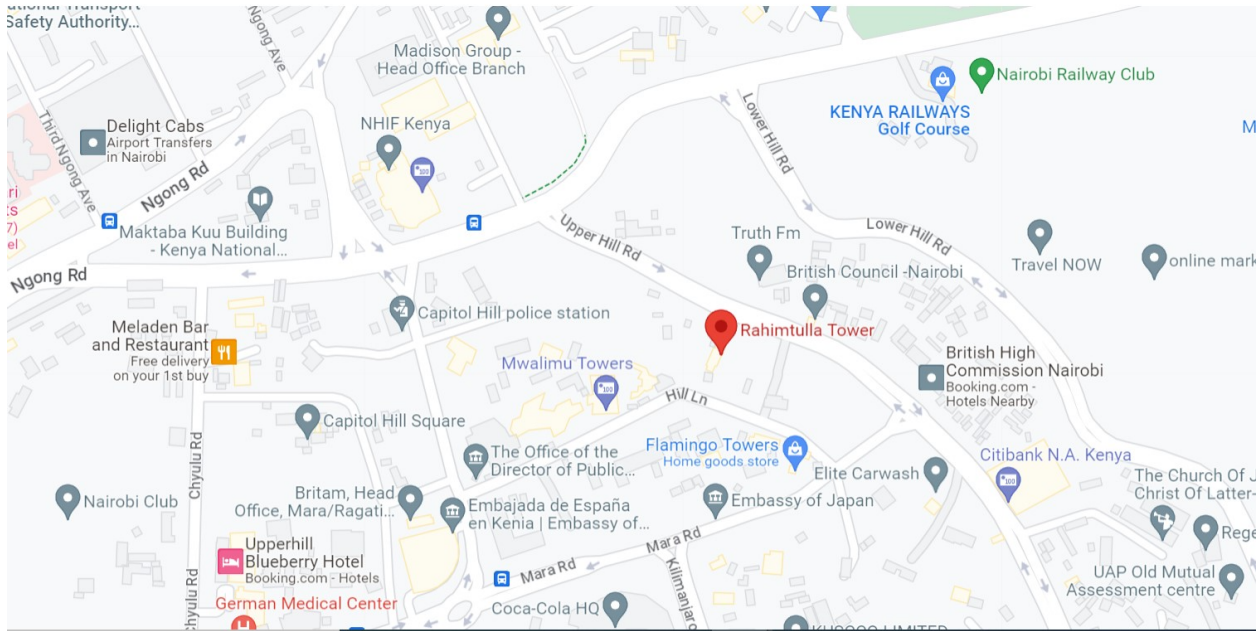 Safety Authority...
Ngong Ave
Madison Group -
Head Office Branch
Nairobi Railway Club
KENYA RAILWAYS
Golf Course
M
Third Ngong Ave
Delight Cabs
Airport Transfers
in Nairobi
NHIF Kenya
Lower Hill Rd
Ngong Rd
Maktaba Kuu Building
- Kenya National...
ri
ts
7)
el
Upper Hill Rd
Truth Fm
Lower Hill Rd
Travel NOW
online mark
British Council -Nairobi
Ngong Rd
Capitol Hill police station
Rahimtulla Tower
Meladen Bar
and Restaurant
Free delivery
on your 1st buy
Mwalimu Towers
British High
Commission Nairobi
Booking.com -
Hotels Nearby
Hill Ln
Capitol Hill Square
Flamingo Towers
Home goods store
The Office of the
Director of Public...
Elite Carwash
Citibank N.A. Kenya
Chyulu Rd
Nairobi Club
Britam, Head
Office, Mara/Ragati...
Embajada de España
en Kenia | Embassy of...
Embassy of Japan
The Church Of J
Christ Of Latter-
Rege
Mara Rd
Upperhill
Blueberry Hotel
Booking.com - Hotels
Mara Rd
Kilimanjaro
UAP Old Mutual
Assessment centre
hyulu Rd
German Medical Center
Coca-Cola HQ